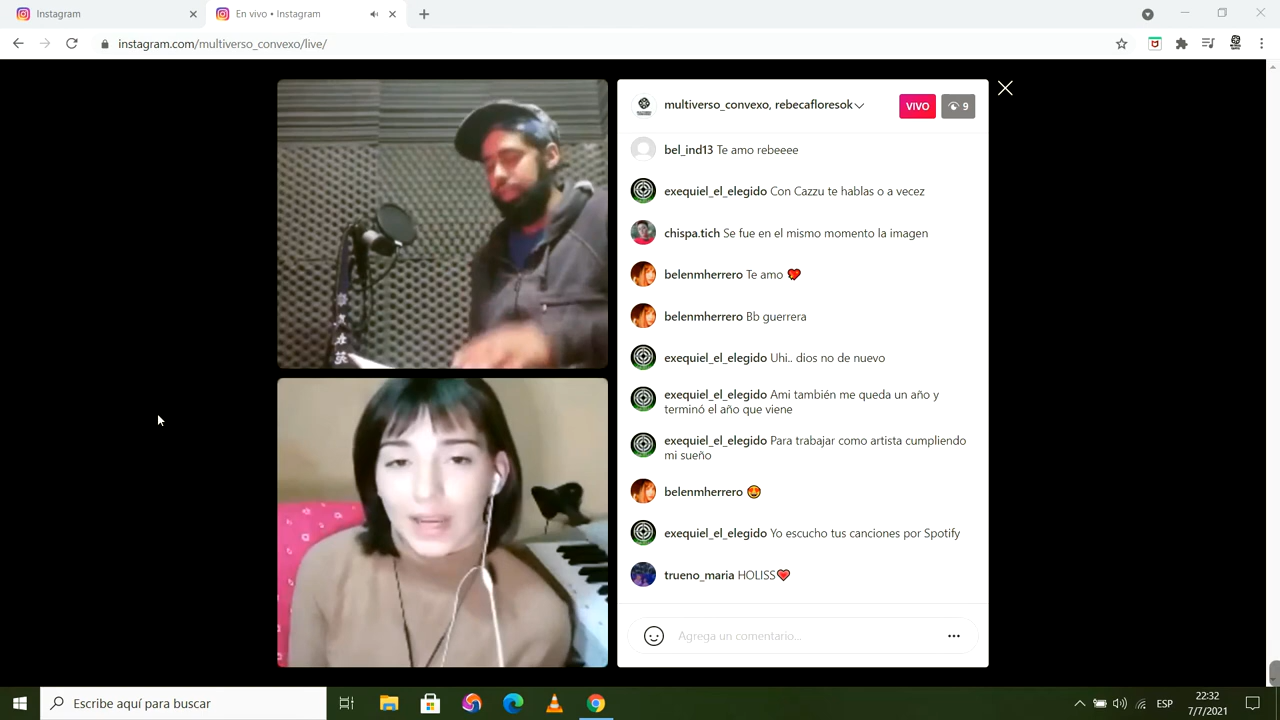 Instagram
En vivo • Instagram
instagram.com/multiverso_convexo/live/
multiverso_convexo, rebecafloresok
VIVO
9
bel_ind13 Te amo rebeeee
exequiel_el_elegido Con Cazzu te hablas o a vecez
chispa.tich Se fue en el mismo momento la imagen
belenmherrero Te amo 💘
belenmherrero Bb guerrera
exequiel_el_elegido Uhi.. dios no de nuevo
exequiel_el_elegido Ami también me queda un año y
terminó el año que viene
exequiel_el_elegido Para trabajar como artista cumpliendo
mi sueño
belenmherrero 😍
exequiel_el_elegido Yo escucho tus canciones por Spotify
trueno_maria HOLISS❤️
Agrega un comentario...
Escribe aquí para buscar
ESP
22:32
7/7/2021